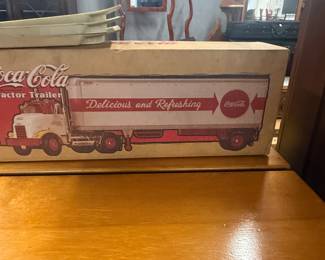 oca-Cola
actor Trailer
Delicious and Refreshing
Coca-Cola